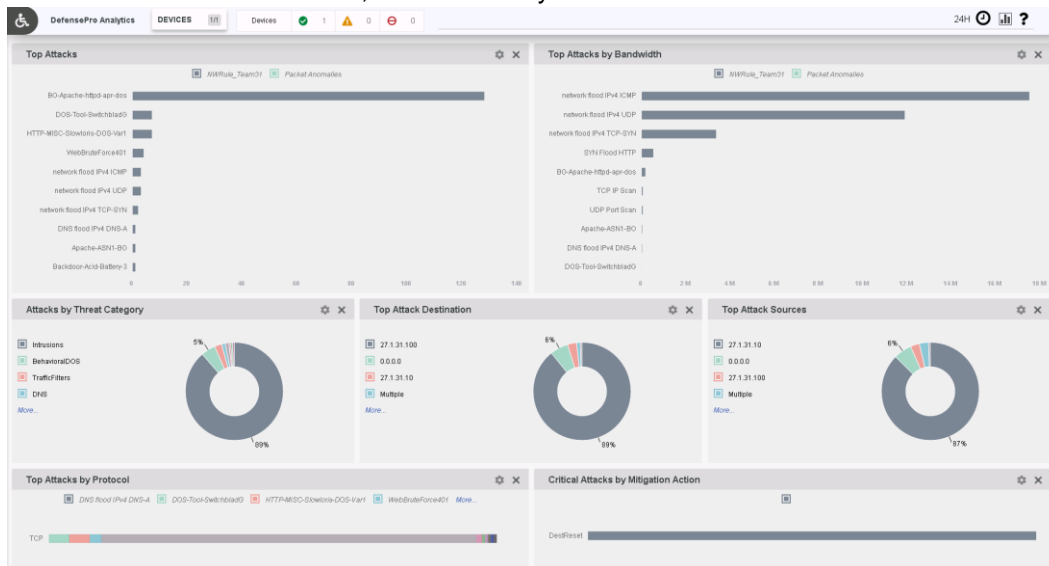 DefensePro Analytics DEVICES 1/1 Devices 1 0 0 24H ?
Top Attacks
NWRule_Team31 Packet Anomalies
BO-Apache-httpd-apr-dos
DOS-Tool-SwitchbladG
HTTP-MISC-Slowloris-DOS-Var1
WebBruteForce401
network flood IPv4 ICMP
network flood IPv4 UDP
network flood IPv4 TCP-SYN
DNS flood IPv4 DNS-A
Apache-ASN1-BO
Backdoor-Acid-Battery-3
0 20 40 60 80 100 120 140
Top Attacks by Bandwidth
NWRule_Team31 Packet Anomalies
network flood IPv4 ICMP
network flood IPv4 UDP
network flood IPv4 TCP-SYN
SYN Flood HTTP
BO-Apache-httpd-apr-dos
TCP IP Scan
UDP Port Scan
Apache-ASN1-BO
DNS flood IPv4 DNS-A
DOS-Tool-SwitchbladG
0 2 M 4 M 6 M 8 M 10 M 12 M 14 M 16 M 18 M
Attacks by Threat Category
Intrusions
BehavioralDOS
TrafficFilters
DNS
More...
5%
89%
Top Attack Destination
27.1.31.100
0.0.0.0
27.1.31.10
Multiple
More...
6%
89%
Top Attack Sources
27.1.31.10
0.0.0.0
27.1.31.100
Multiple
More...
6%
87%
Top Attacks by Protocol
DNS flood IPv4 DNS-A DOS-Tool-SwitchbladG HTTP-MISC-Slowloris-DOS-Var1 WebBruteForce401 More...
TCP
Critical Attacks by Mitigation Action
DestReset